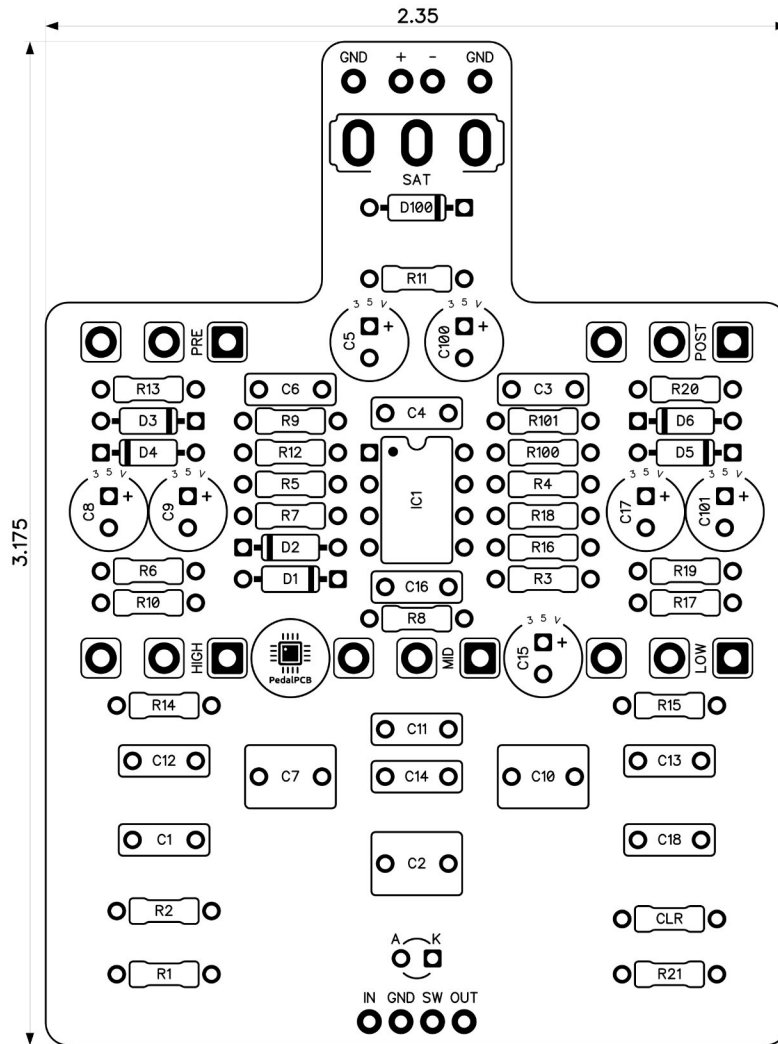 2.35
GND + - GND
SAT
D100
R11
3 5 V 3 5 V
C5 + C100 +
PRE POST
R13 C6 C3 R20
D3 R9 C4 R101 D6
D4 R12 R100 D5
3 5 V 3 5 V 3 5 V 3 5 V
C8 + C9 + R5 IC1 R4 C17 + C101 +
R7 R18
D2 R16
R6 D1 C16 R3 R19
R10 R8 R17
3 5 V
HIGH PedalPCB MID C15 + LOW
R14 R15
C11
C12 C7 C14 C10 C13
C1 C2 C18
R2 CLR
A K
R1 R21
IN GND SW OUT
3.175